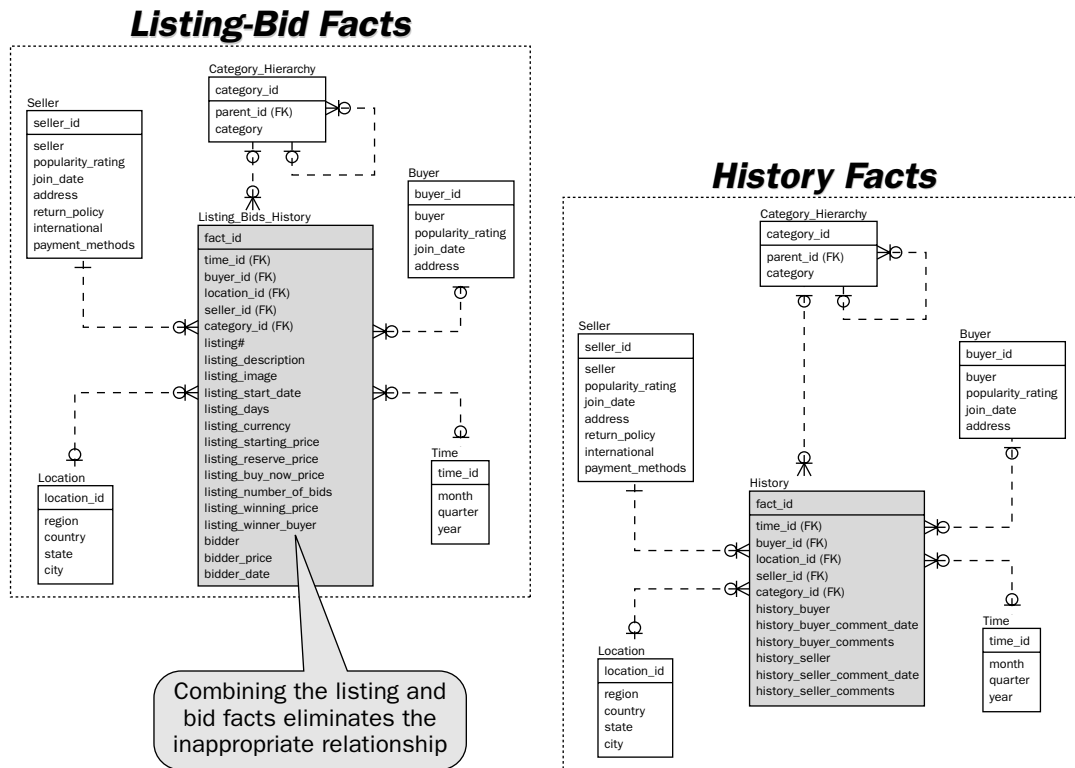 Listing-Bid Facts
Category_Hierarchy
category_id
parent_id (FK)
category
Seller
seller_id
seller
popularity_rating
join_date
address
return_policy
international
payment_methods
Buyer
buyer_id
buyer
popularity_rating
join_date
address
Listing_Bids_History
fact_id
time_id (FK)
buyer_id (FK)
location_id (FK)
seller_id (FK)
category_id (FK)
listing#
listing_description
listing_image
listing_start_date
listing_days
listing_currency
listing_starting_price
listing_reserve_price
listing_buy_now_price
listing_number_of_bids
listing_winning_price
listing_winner_buyer
bidder
bidder_price
bidder_date
Location
location_id
region
country
state
city
Time
time_id
month
quarter
year
Combining the listing and
bid facts eliminates the
inappropriate relationship
History Facts
Category_Hierarchy
category_id
parent_id (FK)
category
Seller
seller_id
seller
popularity_rating
join_date
address
return_policy
international
payment_methods
Buyer
buyer_id
buyer
popularity_rating
join_date
address
History
fact_id
time_id (FK)
buyer_id (FK)
location_id (FK)
seller_id (FK)
category_id (FK)
history_buyer
history_buyer_comment_date
history_buyer_comments
history_seller
history_seller_comment_date
history_seller_comments
Location
location_id
region
country
state
city
Time
time_id
month
quarter
year